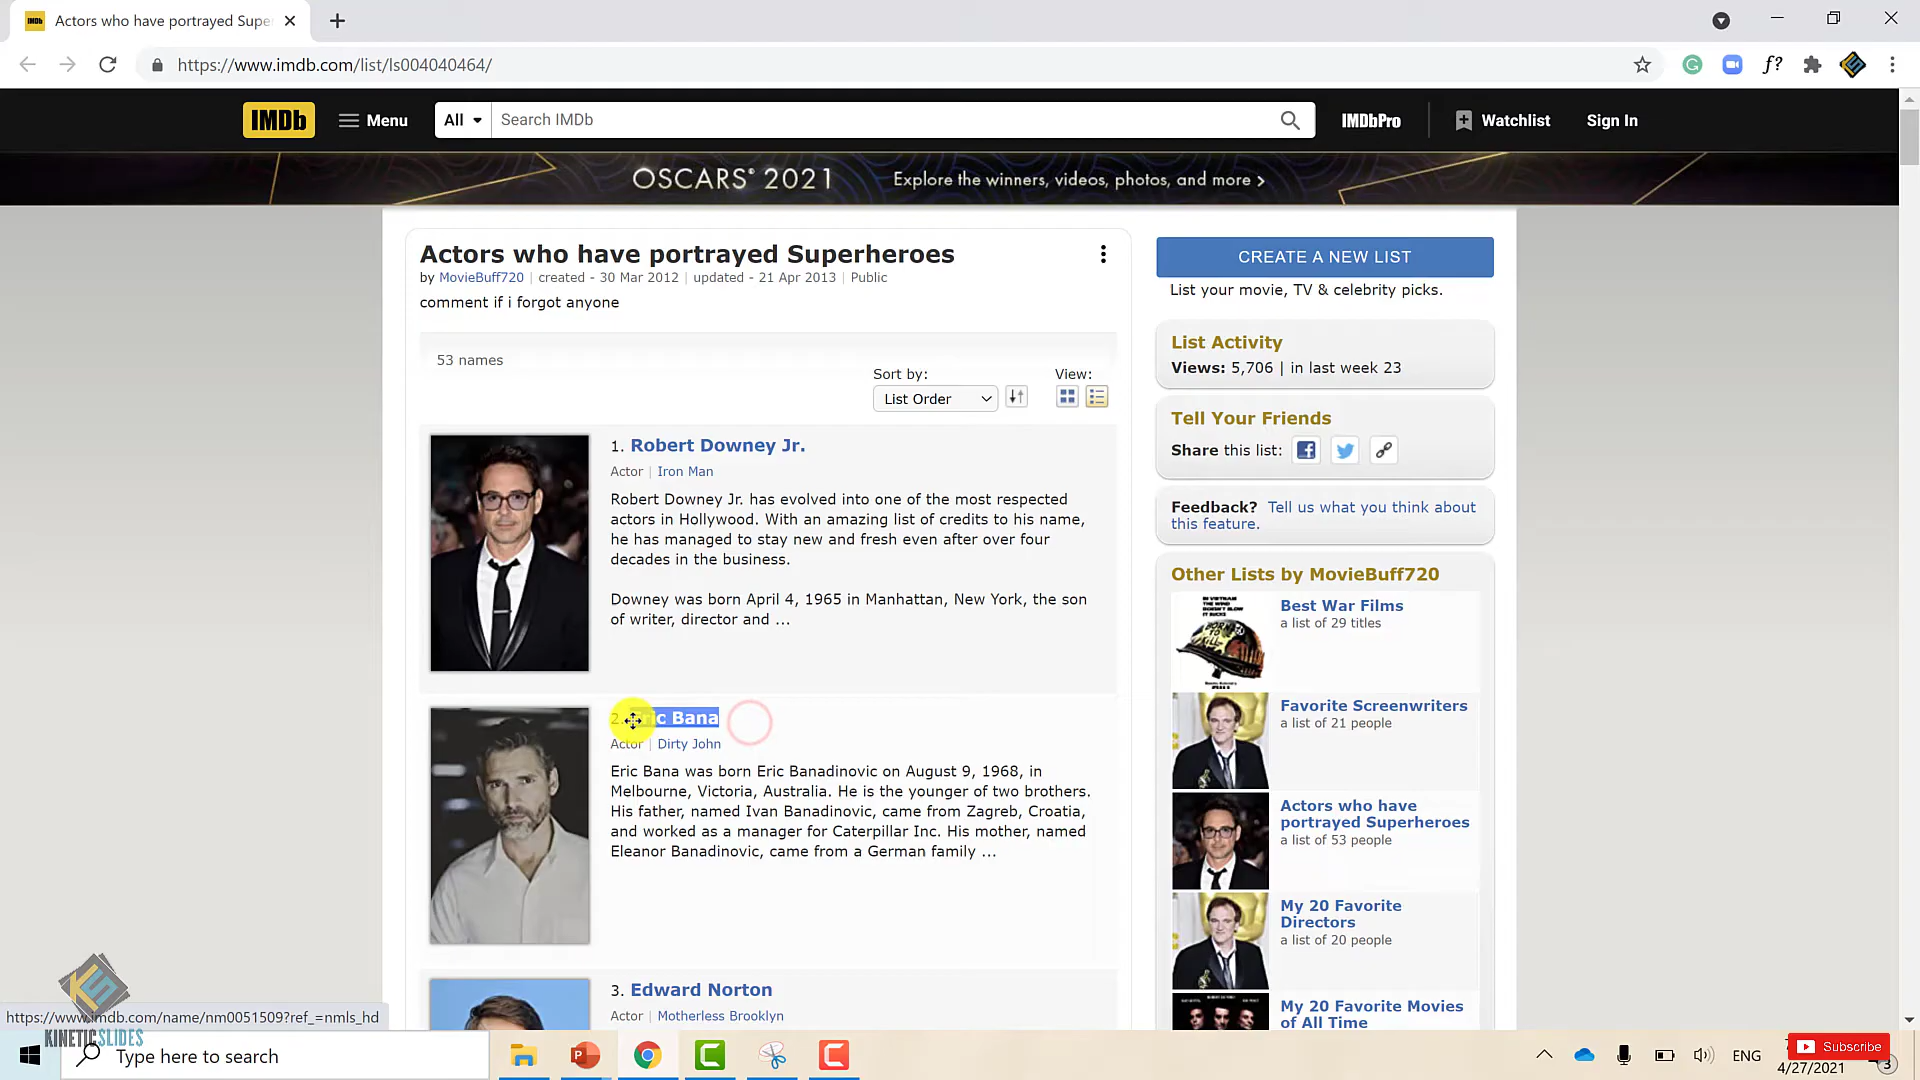 Actors who have portrayed Supe
https://www.imdb.com/list/ls004040464/
f?
IMDb
Menu
All
Search IMDb
IMDbPro
Watchlist
Sign In
OSCARS® 2021
Explore the winners, videos, photos, and more >
Actors who have portrayed Superheroes
by MovieBuff720 | created - 30 Mar 2012 | updated - 21 Apr 2013 | Public
comment if i forgot anyone
53 names
Sort by:
View:
List Order
1. Robert Downey Jr.
Actor | Iron Man
Robert Downey Jr. has evolved into one of the most respected
actors in Hollywood. With an amazing list of credits to his name,
he has managed to stay new and fresh even after over four
decades in the business.
Downey was born April 4, 1965 in Manhattan, New York, the son
of writer, director and ...
2. Eric Bana
Actor | Dirty John
Eric Bana was born Eric Banadinovic on August 9, 1968, in
Melbourne, Victoria, Australia. He is the younger of two brothers.
His father, named Ivan Banadinovic, came from Zagreb, Croatia,
and worked as a manager for Caterpillar Inc. His mother, named
Eleanor Banadinovic, came from a German family ...
3. Edward Norton
Actor | Motherless Brooklyn
CREATE A NEW LIST
List your movie, TV & celebrity picks.
List Activity
Views: 5,706 | in last week 23
Tell Your Friends
Share this list:
Feedback? Tell us what you think about
this feature.
Other Lists by MovieBuff720
Best War Films
a list of 29 titles
Favorite Screenwriters
a list of 21 people
Actors who have
portrayed Superheroes
a list of 53 people
My 20 Favorite
Directors
a list of 20 people
My 20 Favorite Movies
of All Time
https://www.imdb.com/name/nm0051509?ref_=nmls_hd
KINETICSLIDES
Type here to search
ENG
4/27/2021
Subscribe
3